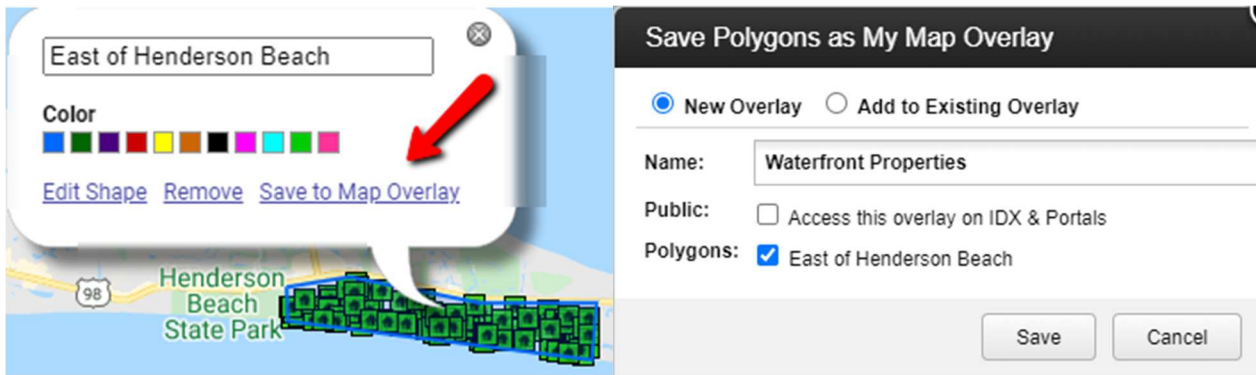 East of Henderson Beach
Color
Edit Shape Remove Save to Map Overlay
98
Henderson
Beach
State Park
Save Polygons as My Map Overlay
New Overlay Add to Existing Overlay
Name: Waterfront Properties
Public: Access this overlay on IDX & Portals
Polygons: East of Henderson Beach
Save Cancel